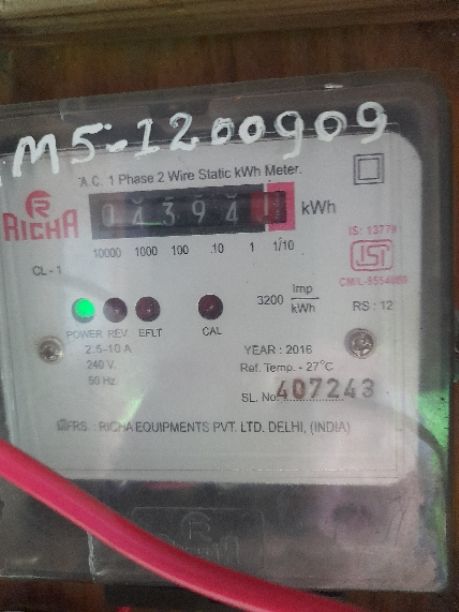 M5-1200909
A.C. 1 Phase 2 Wire Static kWh Meter.
R
RICHA
04394 kWh
10000 1000 100 10 1 1/10
IS: 13779
ISI
CL - 1
3200 Imp
kWh
RS : 12
POWER REV. EFLT CAL
2.5-10 A
240 V.
50 Hz.
YEAR : 2016
Ref. Temp. - 27°C
SL. No. 407243
MFRS. : RICHA EQUIPMENTS PVT. LTD. DELHI, (INDIA)
R